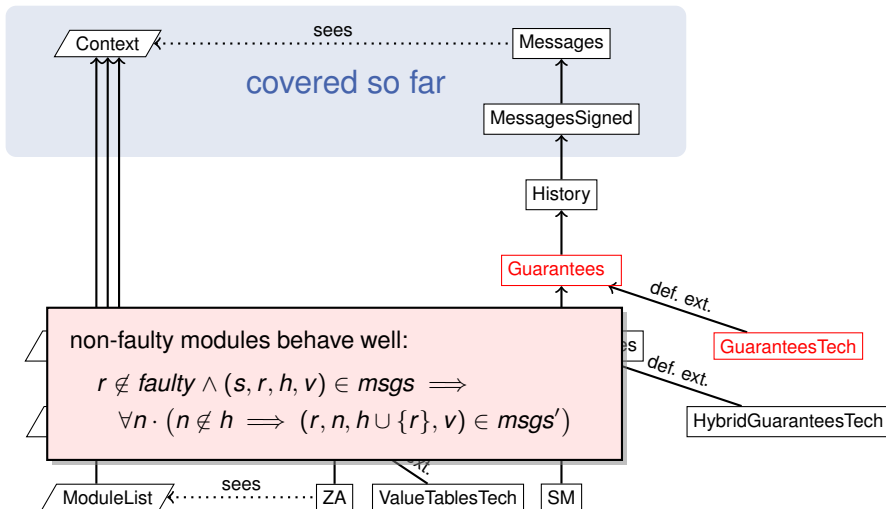 Context
sees
Messages
covered so far
MessagesSigned
History
Guarantees
def. ext.
GuaranteesTech
non-faulty modules behave well:
r ∉ faulty ∧ (s, r, h, v) ∈ msgs ⟹
∀n · (n ∉ h ⟹ (r, n, h ∪ {r}, v) ∈ msgs′)
def. ext.
HybridGuaranteesTech
ext.
ModuleList
sees
ZA
ValueTablesTech
SM